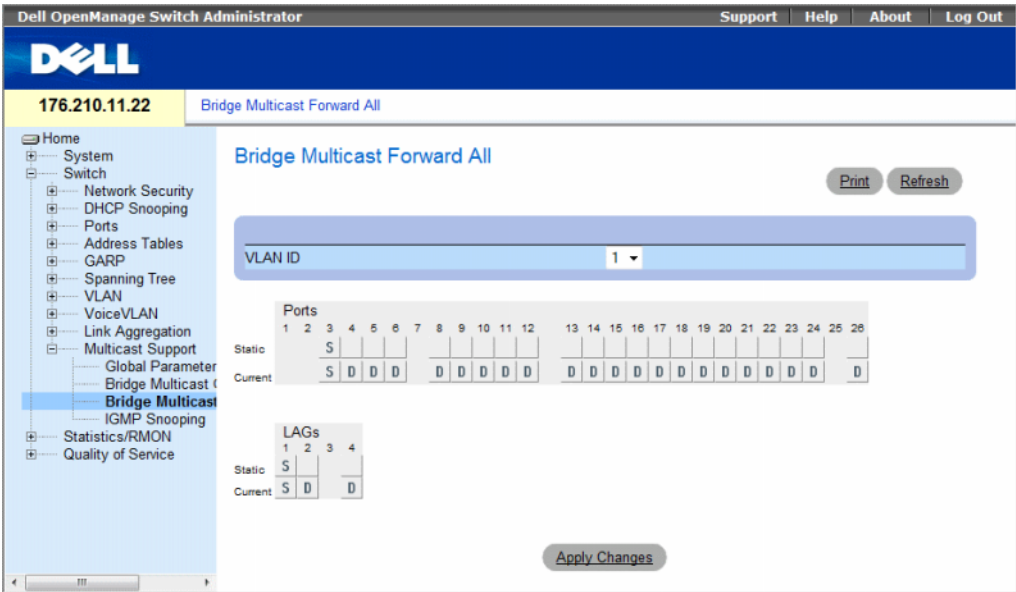 Dell OpenManage Switch Administrator
Support Help About Log Out
DELL
176.210.11.22
Bridge Multicast Forward All
Home
System
Switch
Network Security
DHCP Snooping
Ports
Address Tables
GARP
Spanning Tree
VLAN
VoiceVLAN
Link Aggregation
Multicast Support
Global Parameter
Bridge Multicast
Bridge Multicast
IGMP Snooping
Statistics/RMON
Quality of Service
Bridge Multicast Forward All
Print Refresh
VLAN ID 1
Ports
1 2 3 4 5 6 7 8 9 10 11 12 13 14 15 16 17 18 19 20 21 22 23 24 25 26
Static S
Current S D D D D D D D D D D D D D D D D D D D D D D
LAGs
1 2 3 4
Static S
Current S D D
Apply Changes